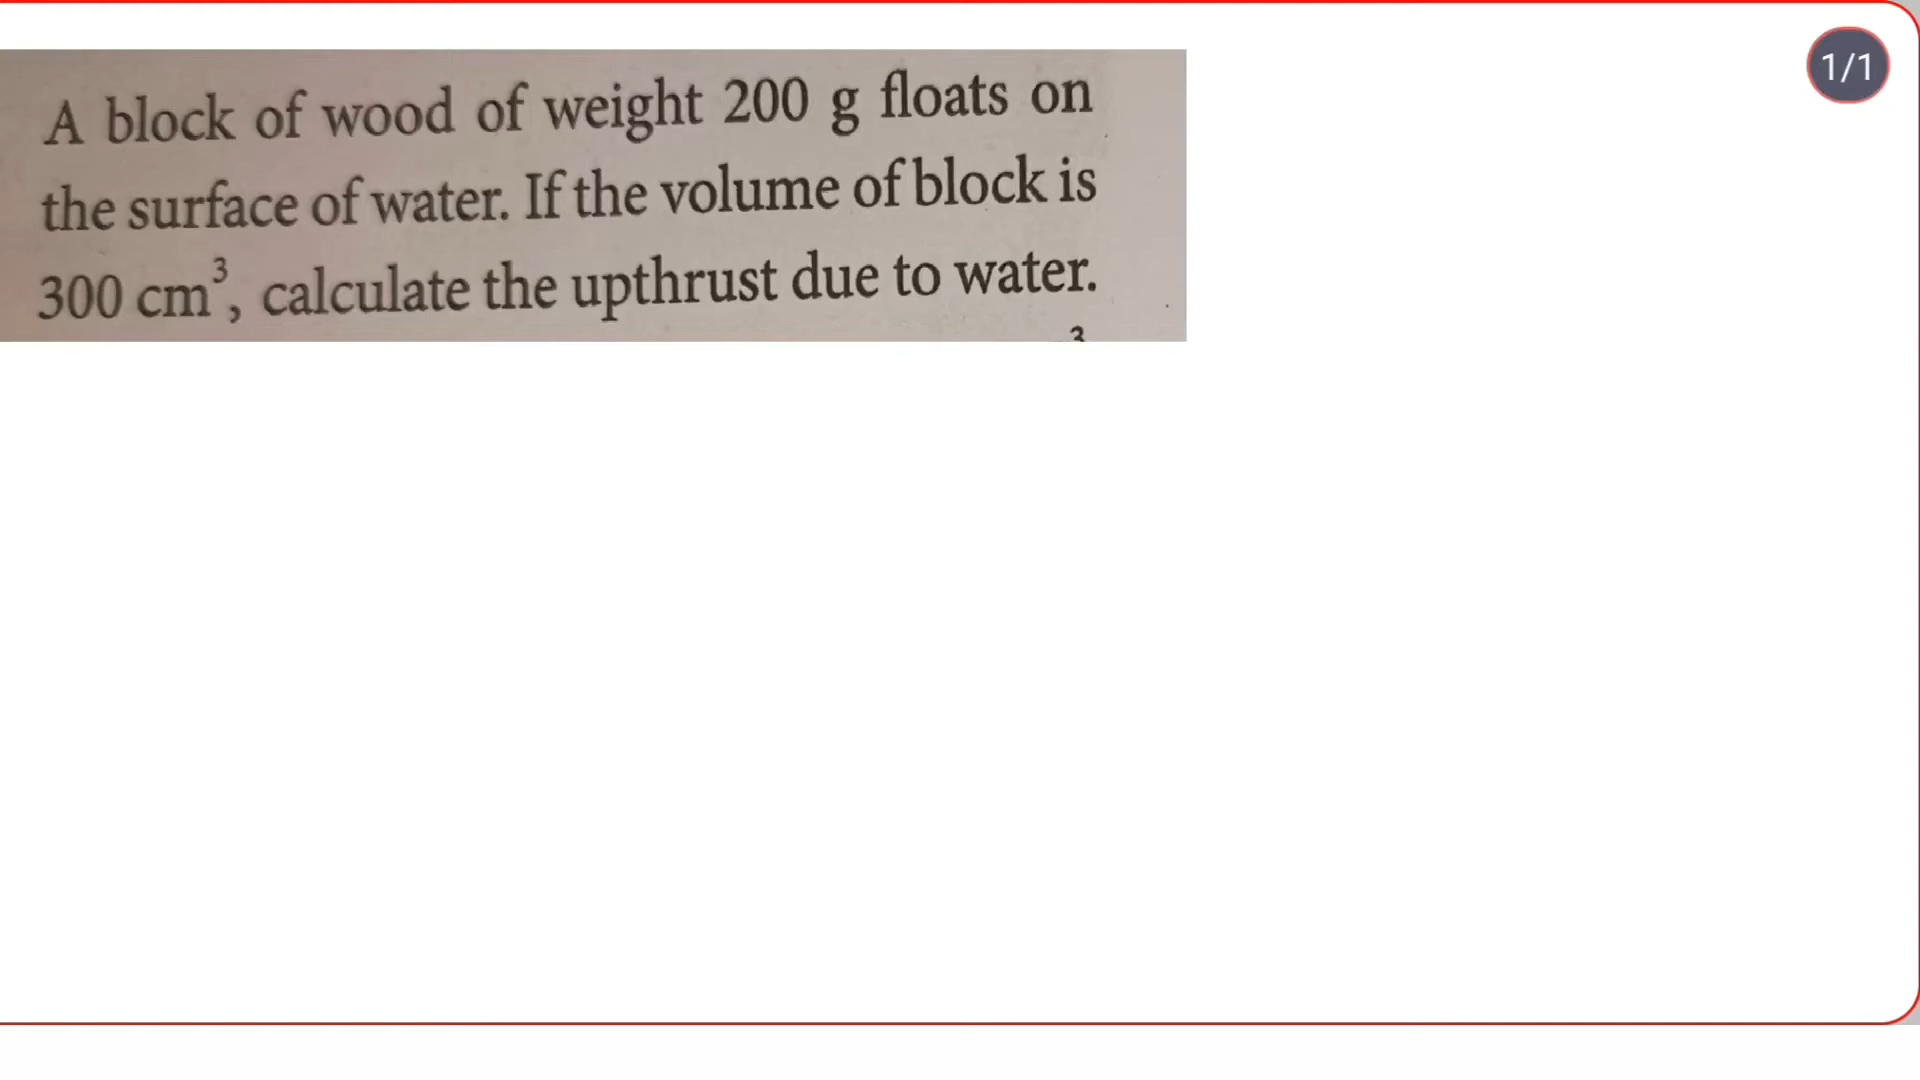 1/1
A block of wood of weight 200 g floats on
the surface of water. If the volume of block is
300 cm³, calculate the upthrust due to water.
3